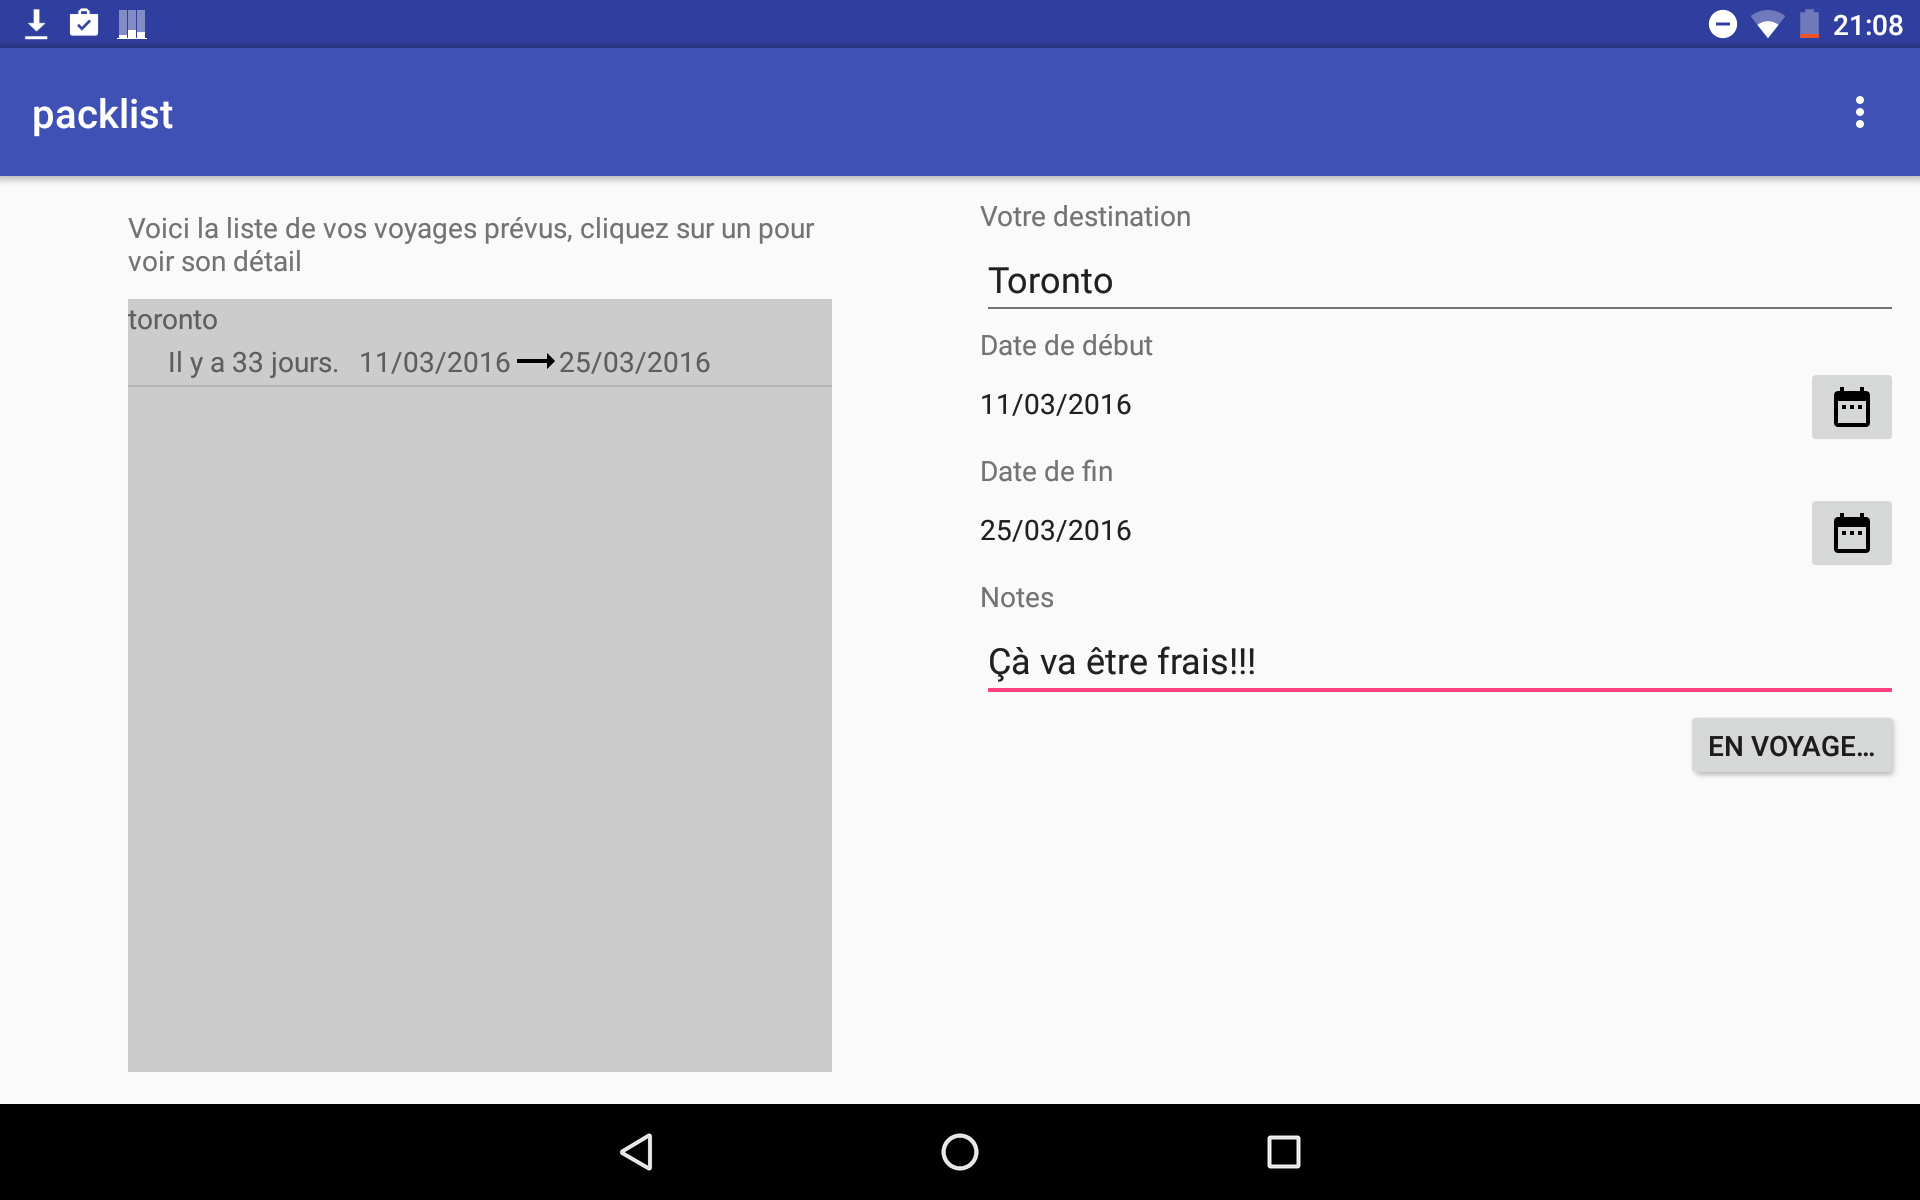 21:08
packlist
Voici la liste de vos voyages prévus, cliquez sur un pour
voir son détail
toronto
Il y a 33 jours. 11/03/2016 25/03/2016
Votre destination
Toronto
Date de début
11/03/2016
Date de fin
25/03/2016
Notes
Çà va être frais!!!
EN VOYAGE...